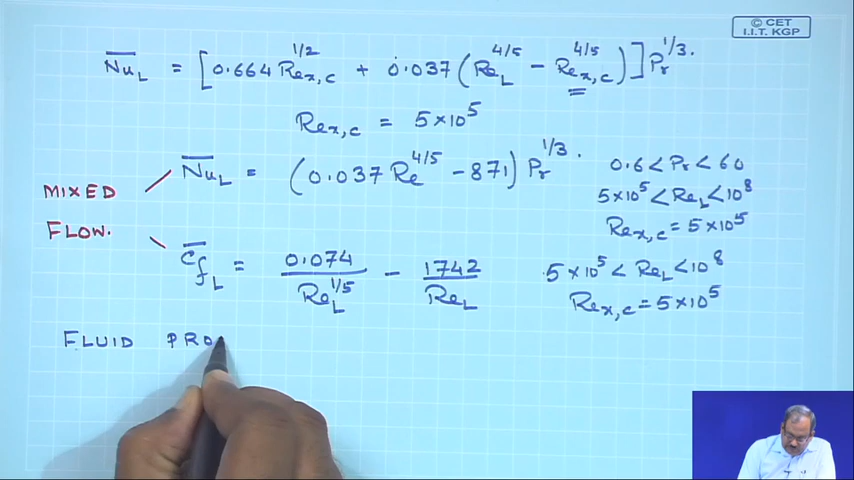 © CET
I.I.T. KGP
Nu_L = [0.664 Re_x,c^1/2 + 0.037 (Re_L^4/5 - Re_x,c^4/5)] Pr^1/3.
Re_x,c = 5×10^5
Nu_L = (0.037 Re^4/5 - 871) Pr^1/3.
0.6 < Pr < 60
5×10^5 < Re_L < 10^8
Re_x,c = 5×10^5
MIXED
FLOW.
C_f_L = 0.074 / Re_L^1/5 - 1742 / Re_L
5×10^5 < Re_L < 10^8
Re_x,c = 5×10^5
FLUID PRO